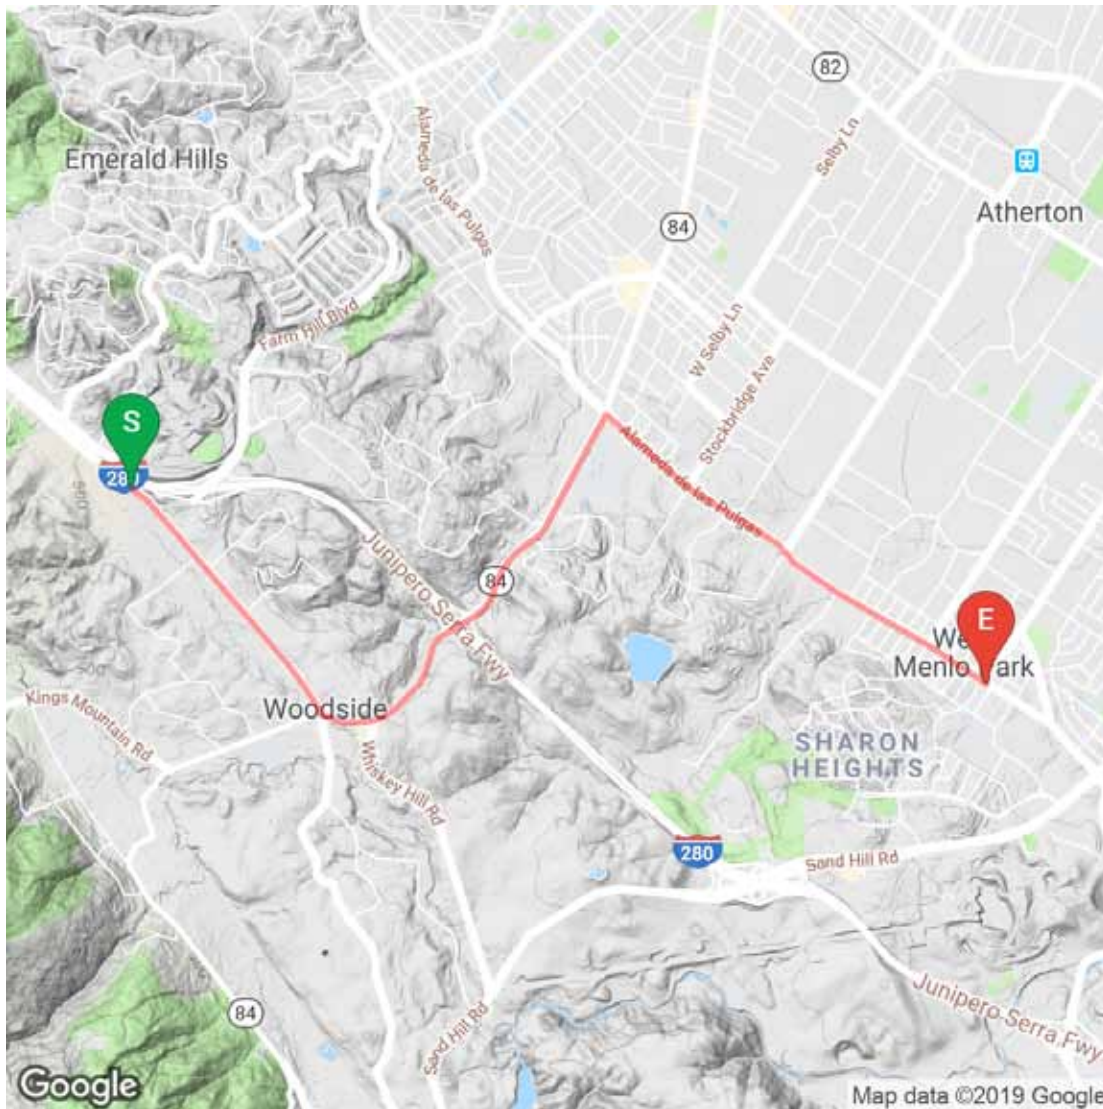 82
Selby Ln
Alameda de las Pulgas
Emerald Hills
Atherton
84
Farm Hill Blvd
W Selby Ln
Stockbridge Ave
S
280
Alameda de las Pulgas
Junipero Serra Fwy
84
E
Menlo Park
Woodside
Kings Mountain Rd
Whiskey Hill Rd
SHARON
HEIGHTS
280
Sand Hill Rd
Junipero Serra Fwy
84
Sand Hill Rd
Google
Map data ©2019 Google